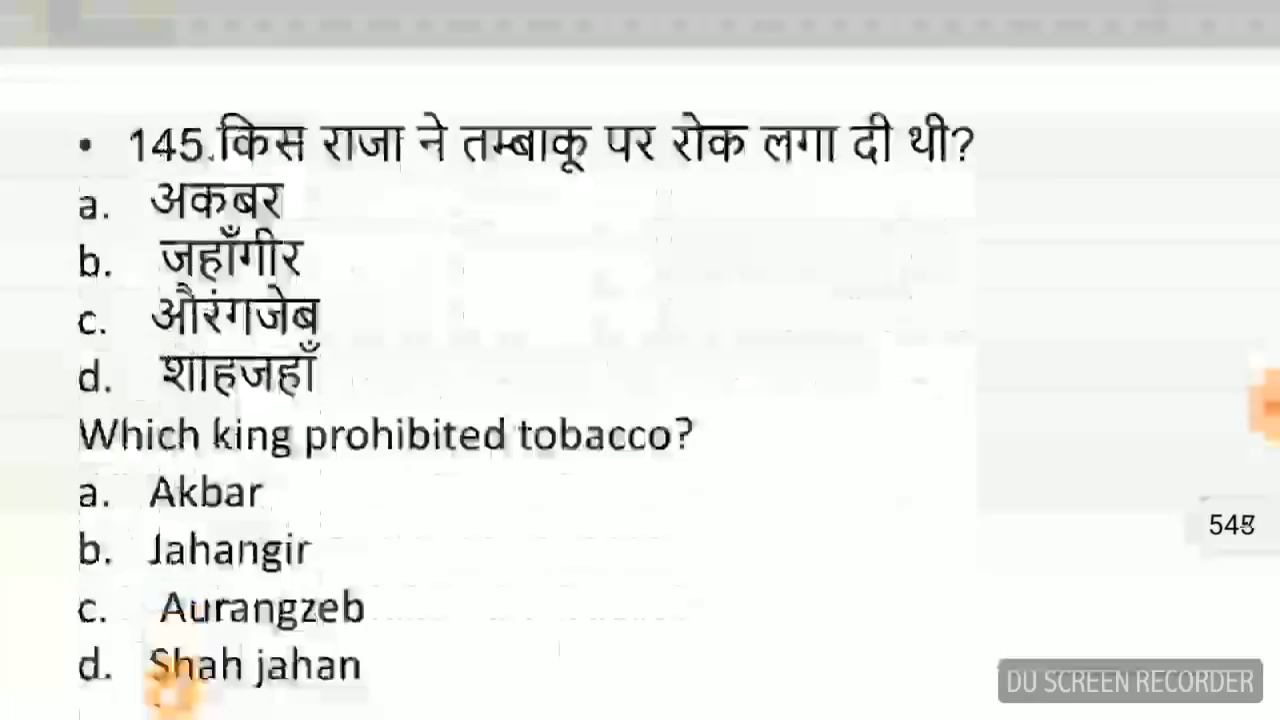 • 145.किस राजा ने तम्बाकू पर रोक लगा दी थी?
a. अकबर
b. जहाँगीर
c. औरंगजेब
d. शाहजहाँ
Which king prohibited tobacco?
a. Akbar
b. Jahangir
c. Aurangzeb
d. Shah jahan
DU SCREEN RECORDER